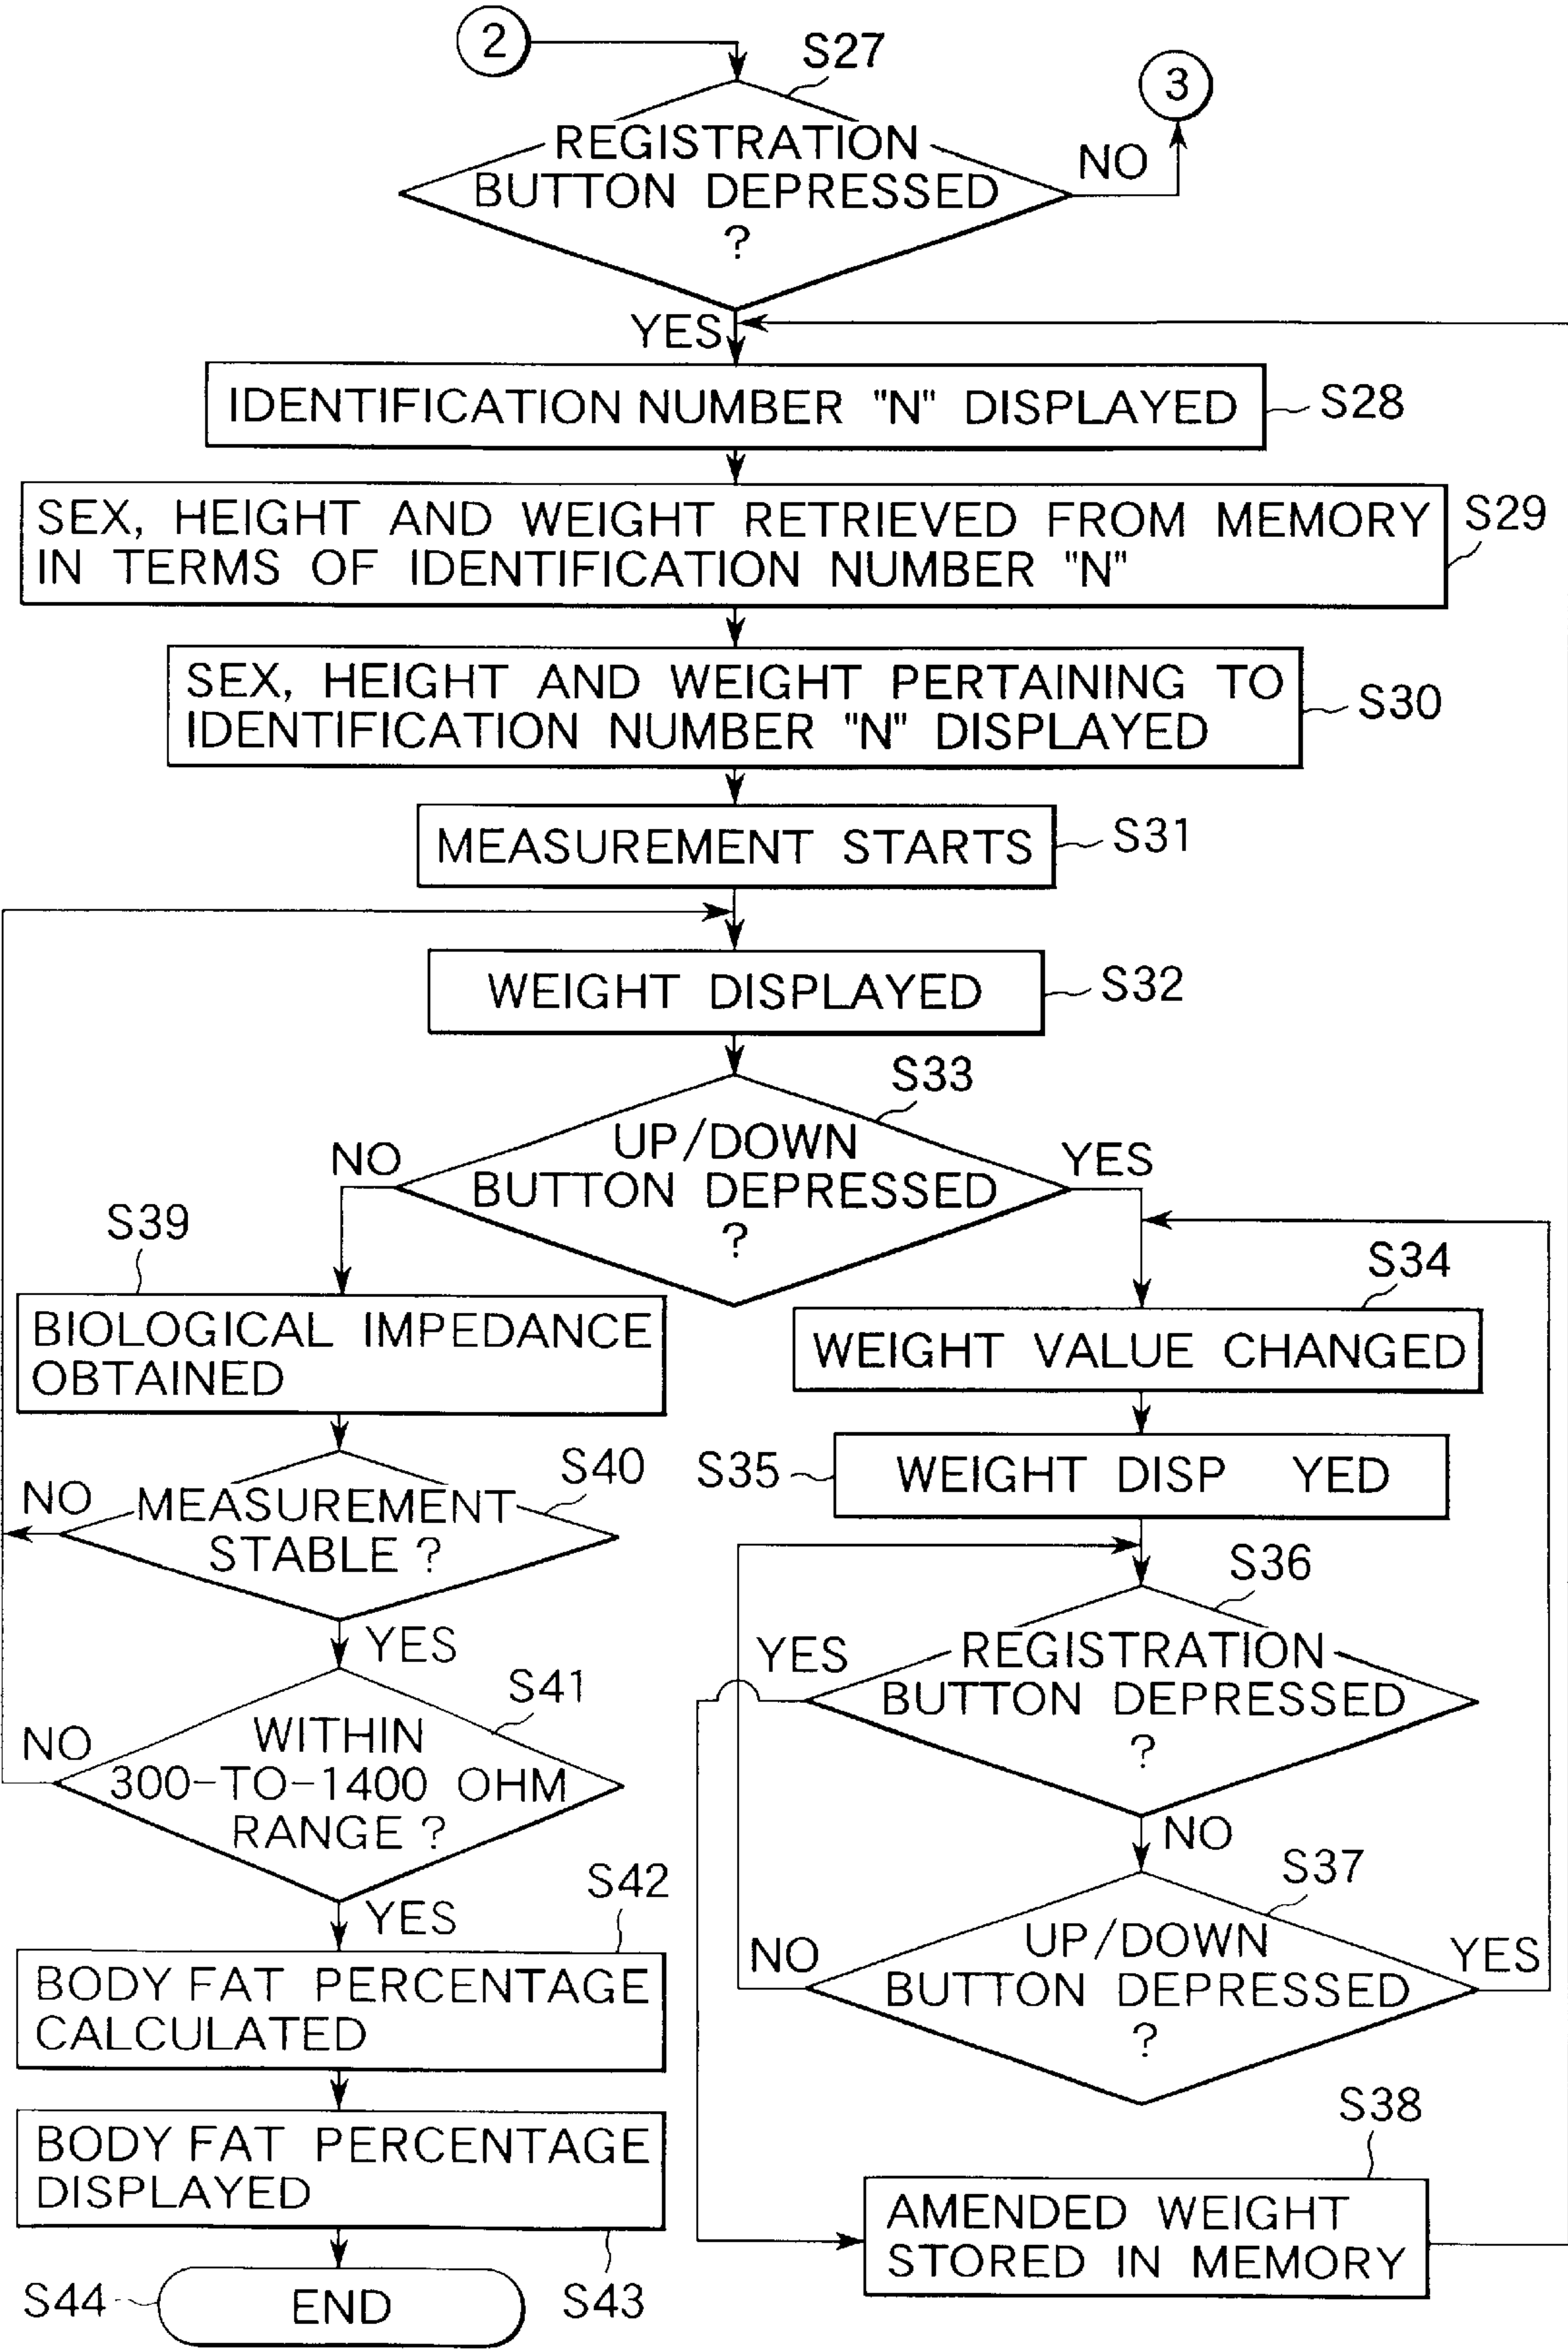 2
S27
3
REGISTRATION
BUTTON DEPRESSED
?
NO
YES
IDENTIFICATION NUMBER "N" DISPLAYED
S28
SEX, HEIGHT AND WEIGHT RETRIEVED FROM MEMORY
IN TERMS OF IDENTIFICATION NUMBER "N"
S29
SEX, HEIGHT AND WEIGHT PERTAINING TO
IDENTIFICATION NUMBER "N" DISPLAYED
S30
MEASUREMENT STARTS
S31
WEIGHT DISPLAYED
S32
S33
UP/DOWN
BUTTON DEPRESSED
?
NO
YES
S39
BIOLOGICAL IMPEDANCE
OBTAINED
S34
WEIGHT VALUE CHANGED
S35
WEIGHT DISP YED
S40
NO
MEASUREMENT
STABLE ?
YES
S36
YES
REGISTRATION
BUTTON DEPRESSED
?
NO
S41
NO
WITHIN
300-TO-1400 OHM
RANGE ?
YES
S37
NO
UP/DOWN
BUTTON DEPRESSED
?
YES
S42
BODY FAT PERCENTAGE
CALCULATED
BODY FAT PERCENTAGE
DISPLAYED
S43
S38
AMENDED WEIGHT
STORED IN MEMORY
S44
END